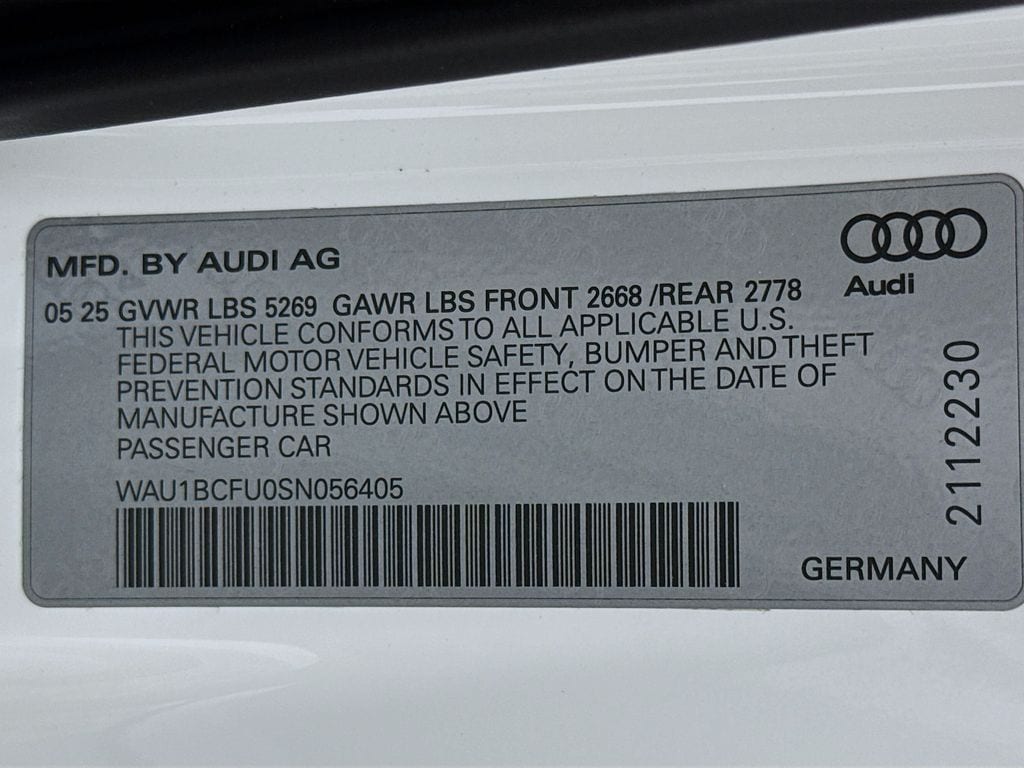 MFD. BY AUDI AG
Audi
05 25 GVWR LBS 5269 GAWR LBS FRONT 2668 /REAR 2778
THIS VEHICLE CONFORMS TO ALL APPLICABLE U.S.
FEDERAL MOTOR VEHICLE SAFETY, BUMPER AND THEFT
PREVENTION STANDARDS IN EFFECT ON THE DATE OF
MANUFACTURE SHOWN ABOVE
PASSENGER CAR
WAU1BCFU0SN056405
2112230
GERMANY